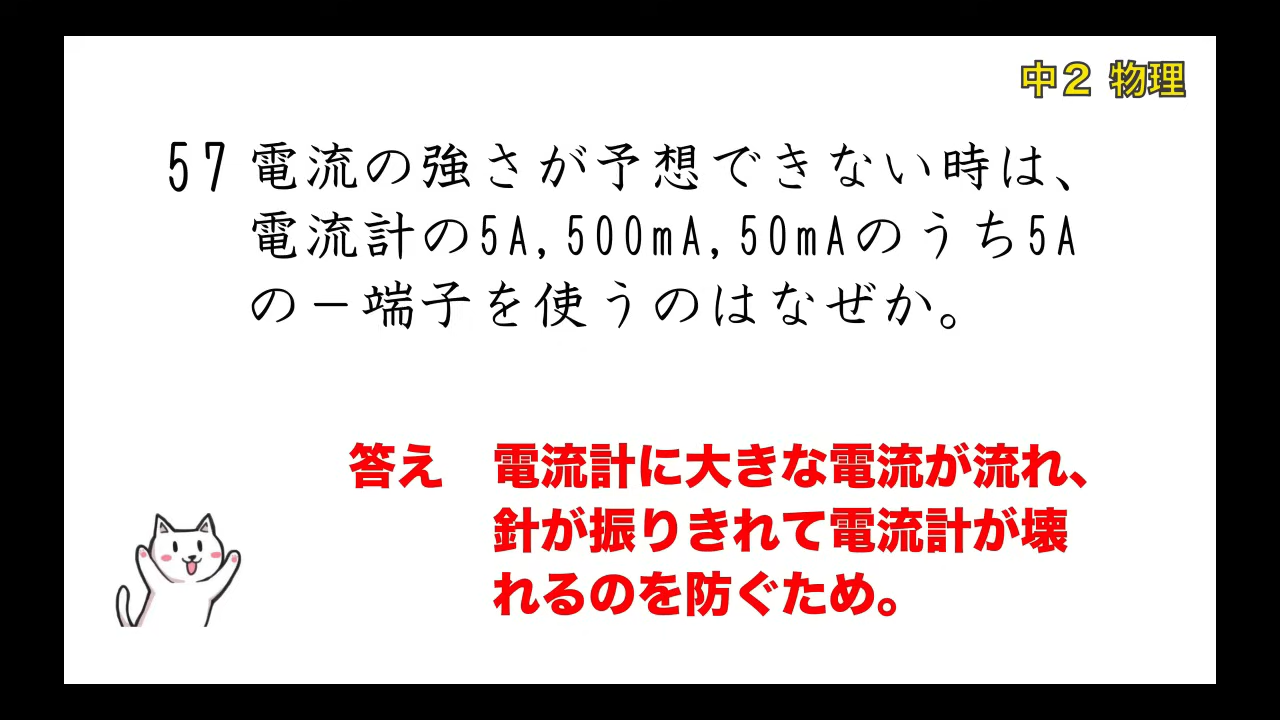 中2 物理
57 電流の強さが予想できない時は、
電流計の5A,500mA,50mAのうち5A
の－端子を使うのはなぜか。
答え 電流計に大きな電流が流れ、
針が振りきれて電流計が壊
れるのを防ぐため。